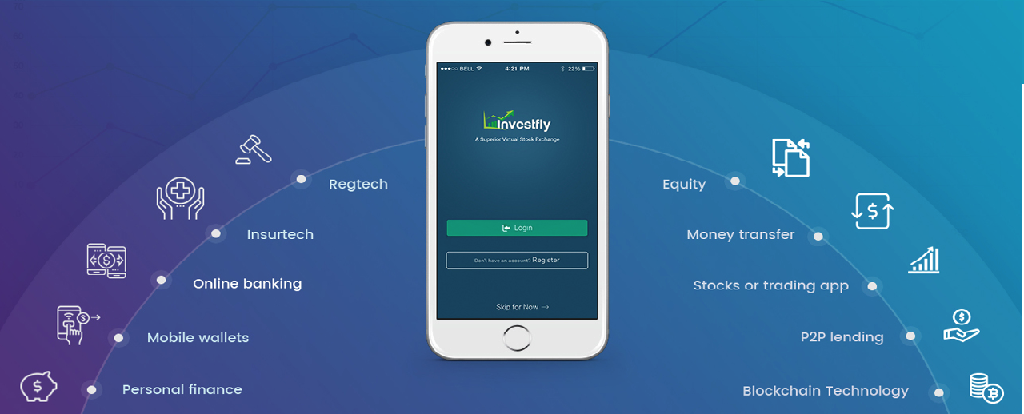 BELL 4:21 PM 22%
investfly
A Superior Virtual Stock Exchange
Login
Don't have an account? Register
Skip for Now
Regtech
Insurtech
Online banking
Mobile wallets
Personal finance
Equity
Money transfer
Stocks or trading app
P2P lending
Blockchain Technology